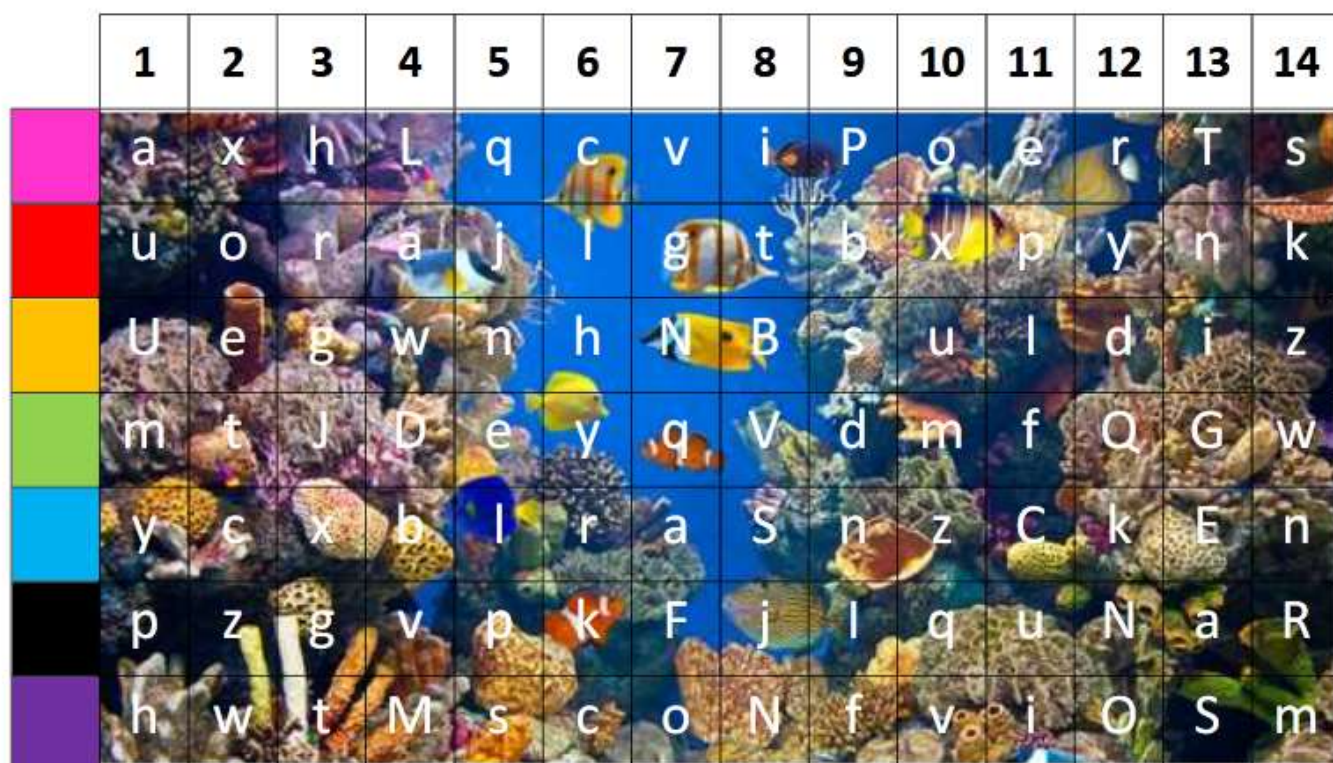 1 2 3 4 5 6 7 8 9 10 11 12 13 14
a x h L q c v i P o e r T s
u o r a j l g t b x p y n k
U e g w n h N B s u l d i z
m t J D e y q V d m f Q G w
y c x b l r a S n z C k E n
p z g v p k F j I q u N a R
h w t M s c o N f v i O S m